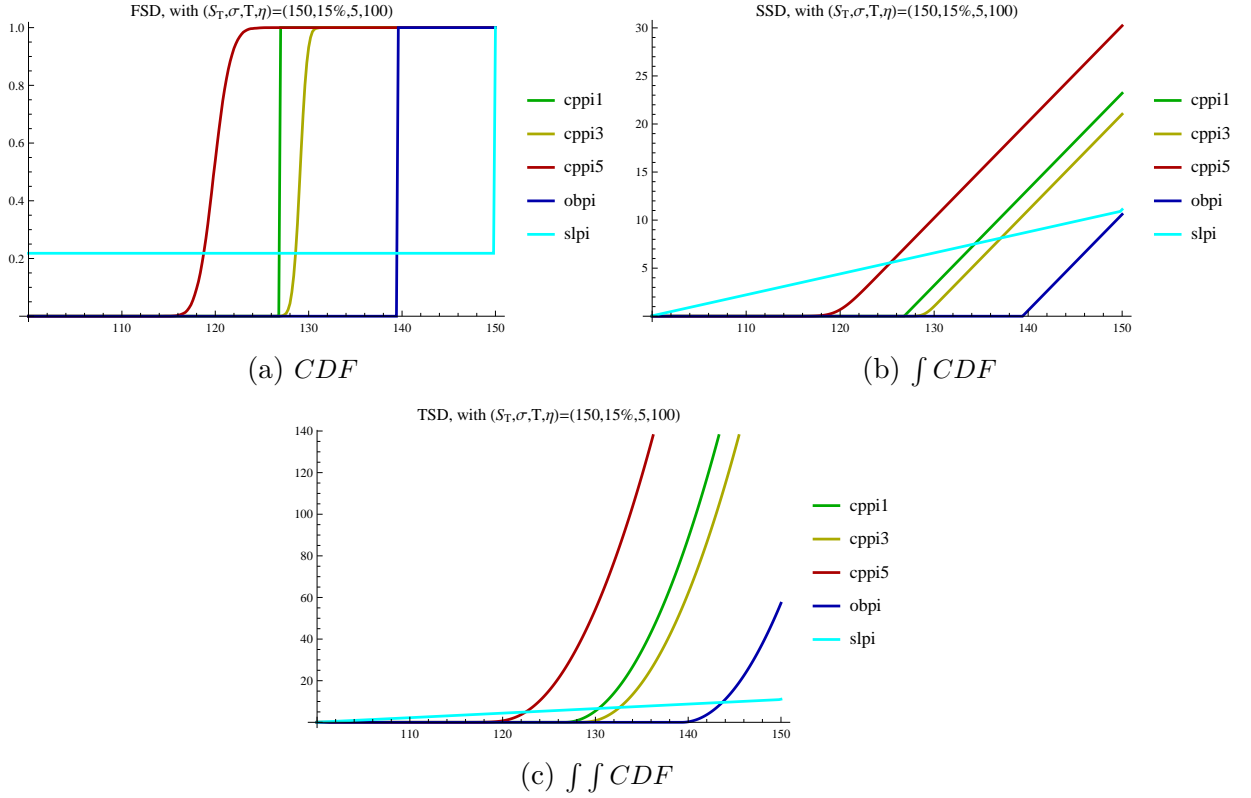 FSD, with (S_T,σ,T,η)=(150,15%,5,100)
1.0
0.8
0.6
0.4
0.2
110 120 130 140 150
cppi1
cppi3
cppi5
obpi
slpi
(a) CDF
SSD, with (S_T,σ,T,η)=(150,15%,5,100)
30
25
20
15
10
5
110 120 130 140 150
cppi1
cppi3
cppi5
obpi
slpi
(b) ∫ CDF
TSD, with (S_T,σ,T,η)=(150,15%,5,100)
140
120
100
80
60
40
20
110 120 130 140 150
cppi1
cppi3
cppi5
obpi
slpi
(c) ∫ ∫ CDF